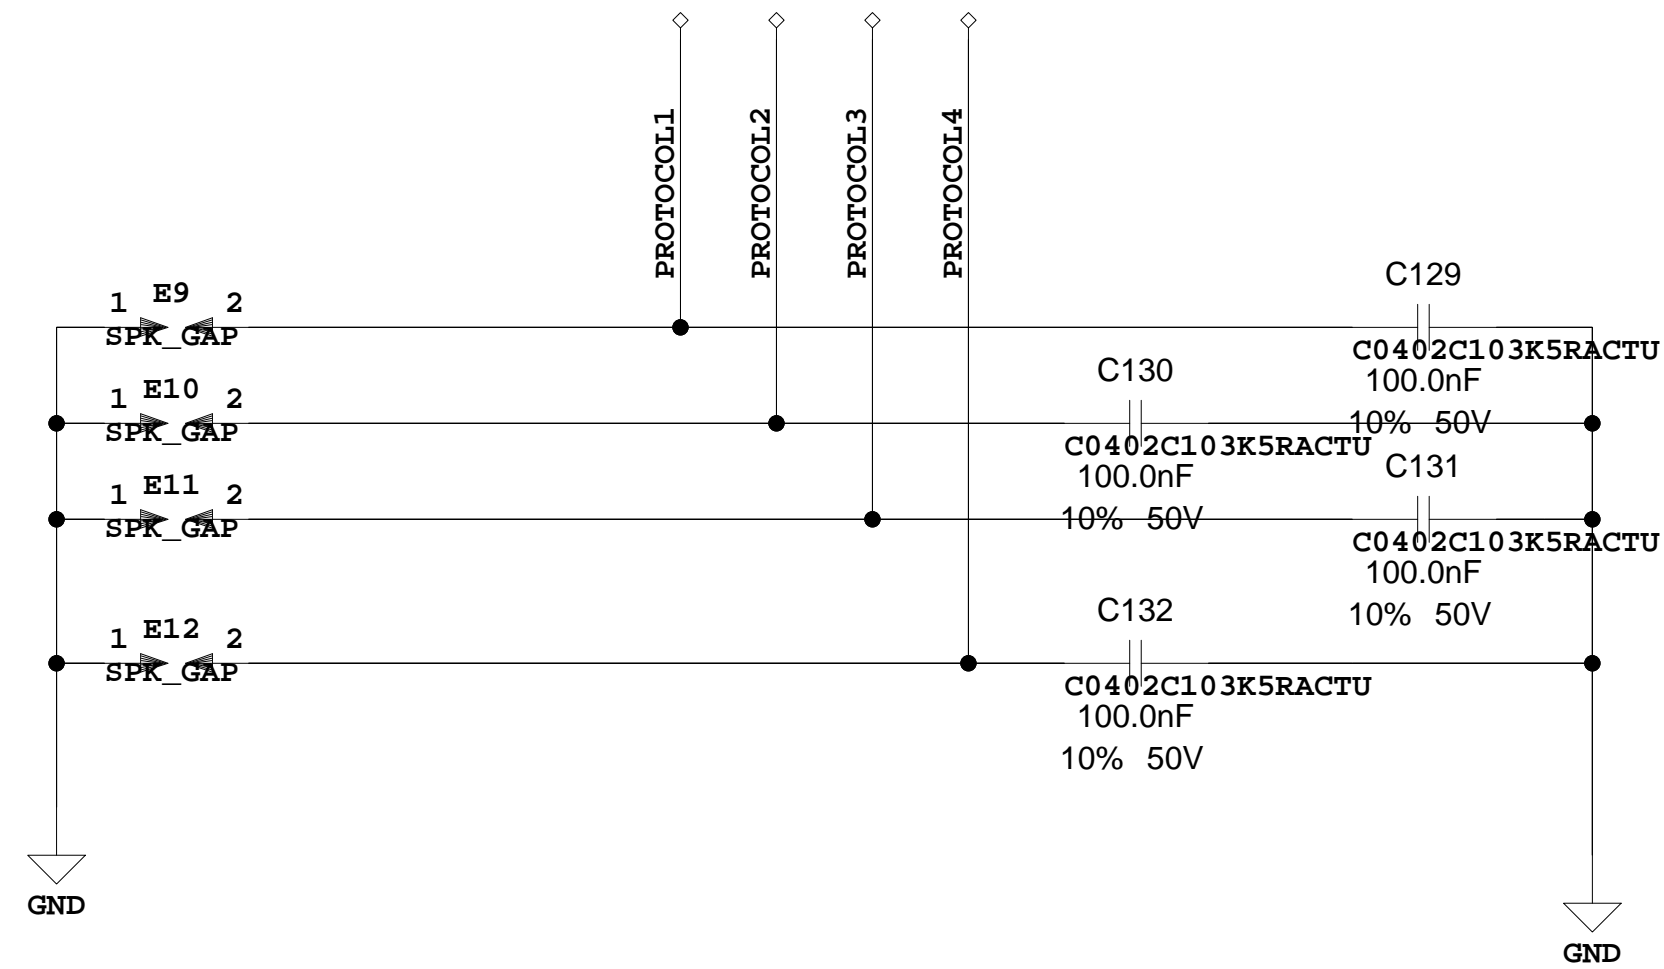 PROTOCOL1
PROTOCOL2
PROTOCOL3
PROTOCOL4
1 E9 2
SPK_GAP
1 E10 2
SPK_GAP
1 E11 2
SPK_GAP
1 E12 2
SPK_GAP
C129
C0402C103K5RACTU
100.0nF
10% 50V
C130
C0402C103K5RACTU
100.0nF
10% 50V
C131
C0402C103K5RACTU
100.0nF
10% 50V
C132
C0402C103K5RACTU
100.0nF
10% 50V
GND
GND